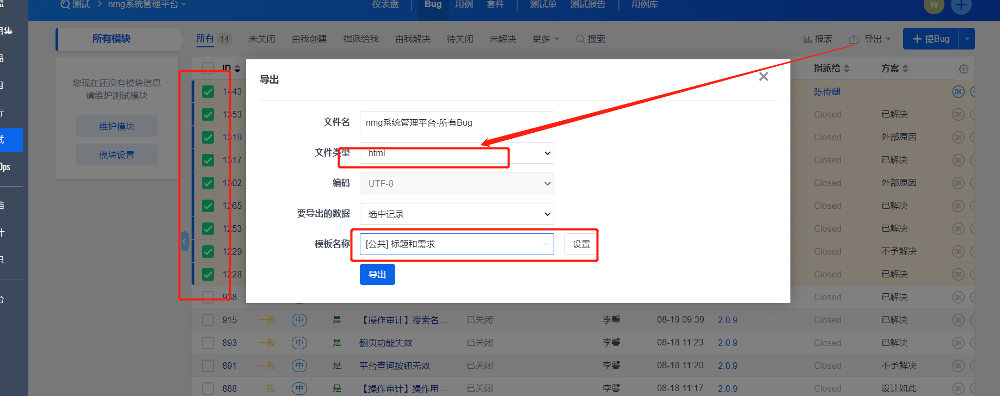 测试 nmg系统管理平台 仪表盘 Bug 用例 套件 测试单 测试报告 用例库 W
目集
所有模块 所有 14 未关闭 由我创建 指派给我 由我解决 待关闭 未解决 更多 搜索 报表 导出 提Bug
您现在还没有模块信息
请维护测试模块
维护模块
模块设置
Ops
ID 指派给 方案
导出
文件名 nmg系统管理平台-所有Bug
文件类型 html
编码 UTF-8
要导出的数据 选中记录
模板名称 [公共] 标题和需求 设置
导出
1443 陈传麒 OK
1353 Closed 已解决 OK
1319 Closed 外部原因 OK
1317 Closed 已解决 OK
1302 Closed 外部原因 OK
1265 Closed 已解决 OK
1253 Closed 已解决 OK
1229 Closed 不予解决 OK
1228 Closed 已解决 OK
938 Closed 已解决 OK
915 一般 中 是 【操作审计】搜索名... 已关闭 李馨 08-19 09:39 2.0.9 Closed 已解决 OK
893 一般 中 是 翻页功能失效 已关闭 李馨 08-18 11:23 2.0.9 Closed 已解决 OK
891 一般 中 是 平台查询按钮无效 已关闭 李馨 08-18 11:20 2.0.9 Closed 不予解决 OK
888 一般 中 是 【操作审计】操作用... 已关闭 李馨 08-18 11:17 2.0.9 Closed 设计如此 OK